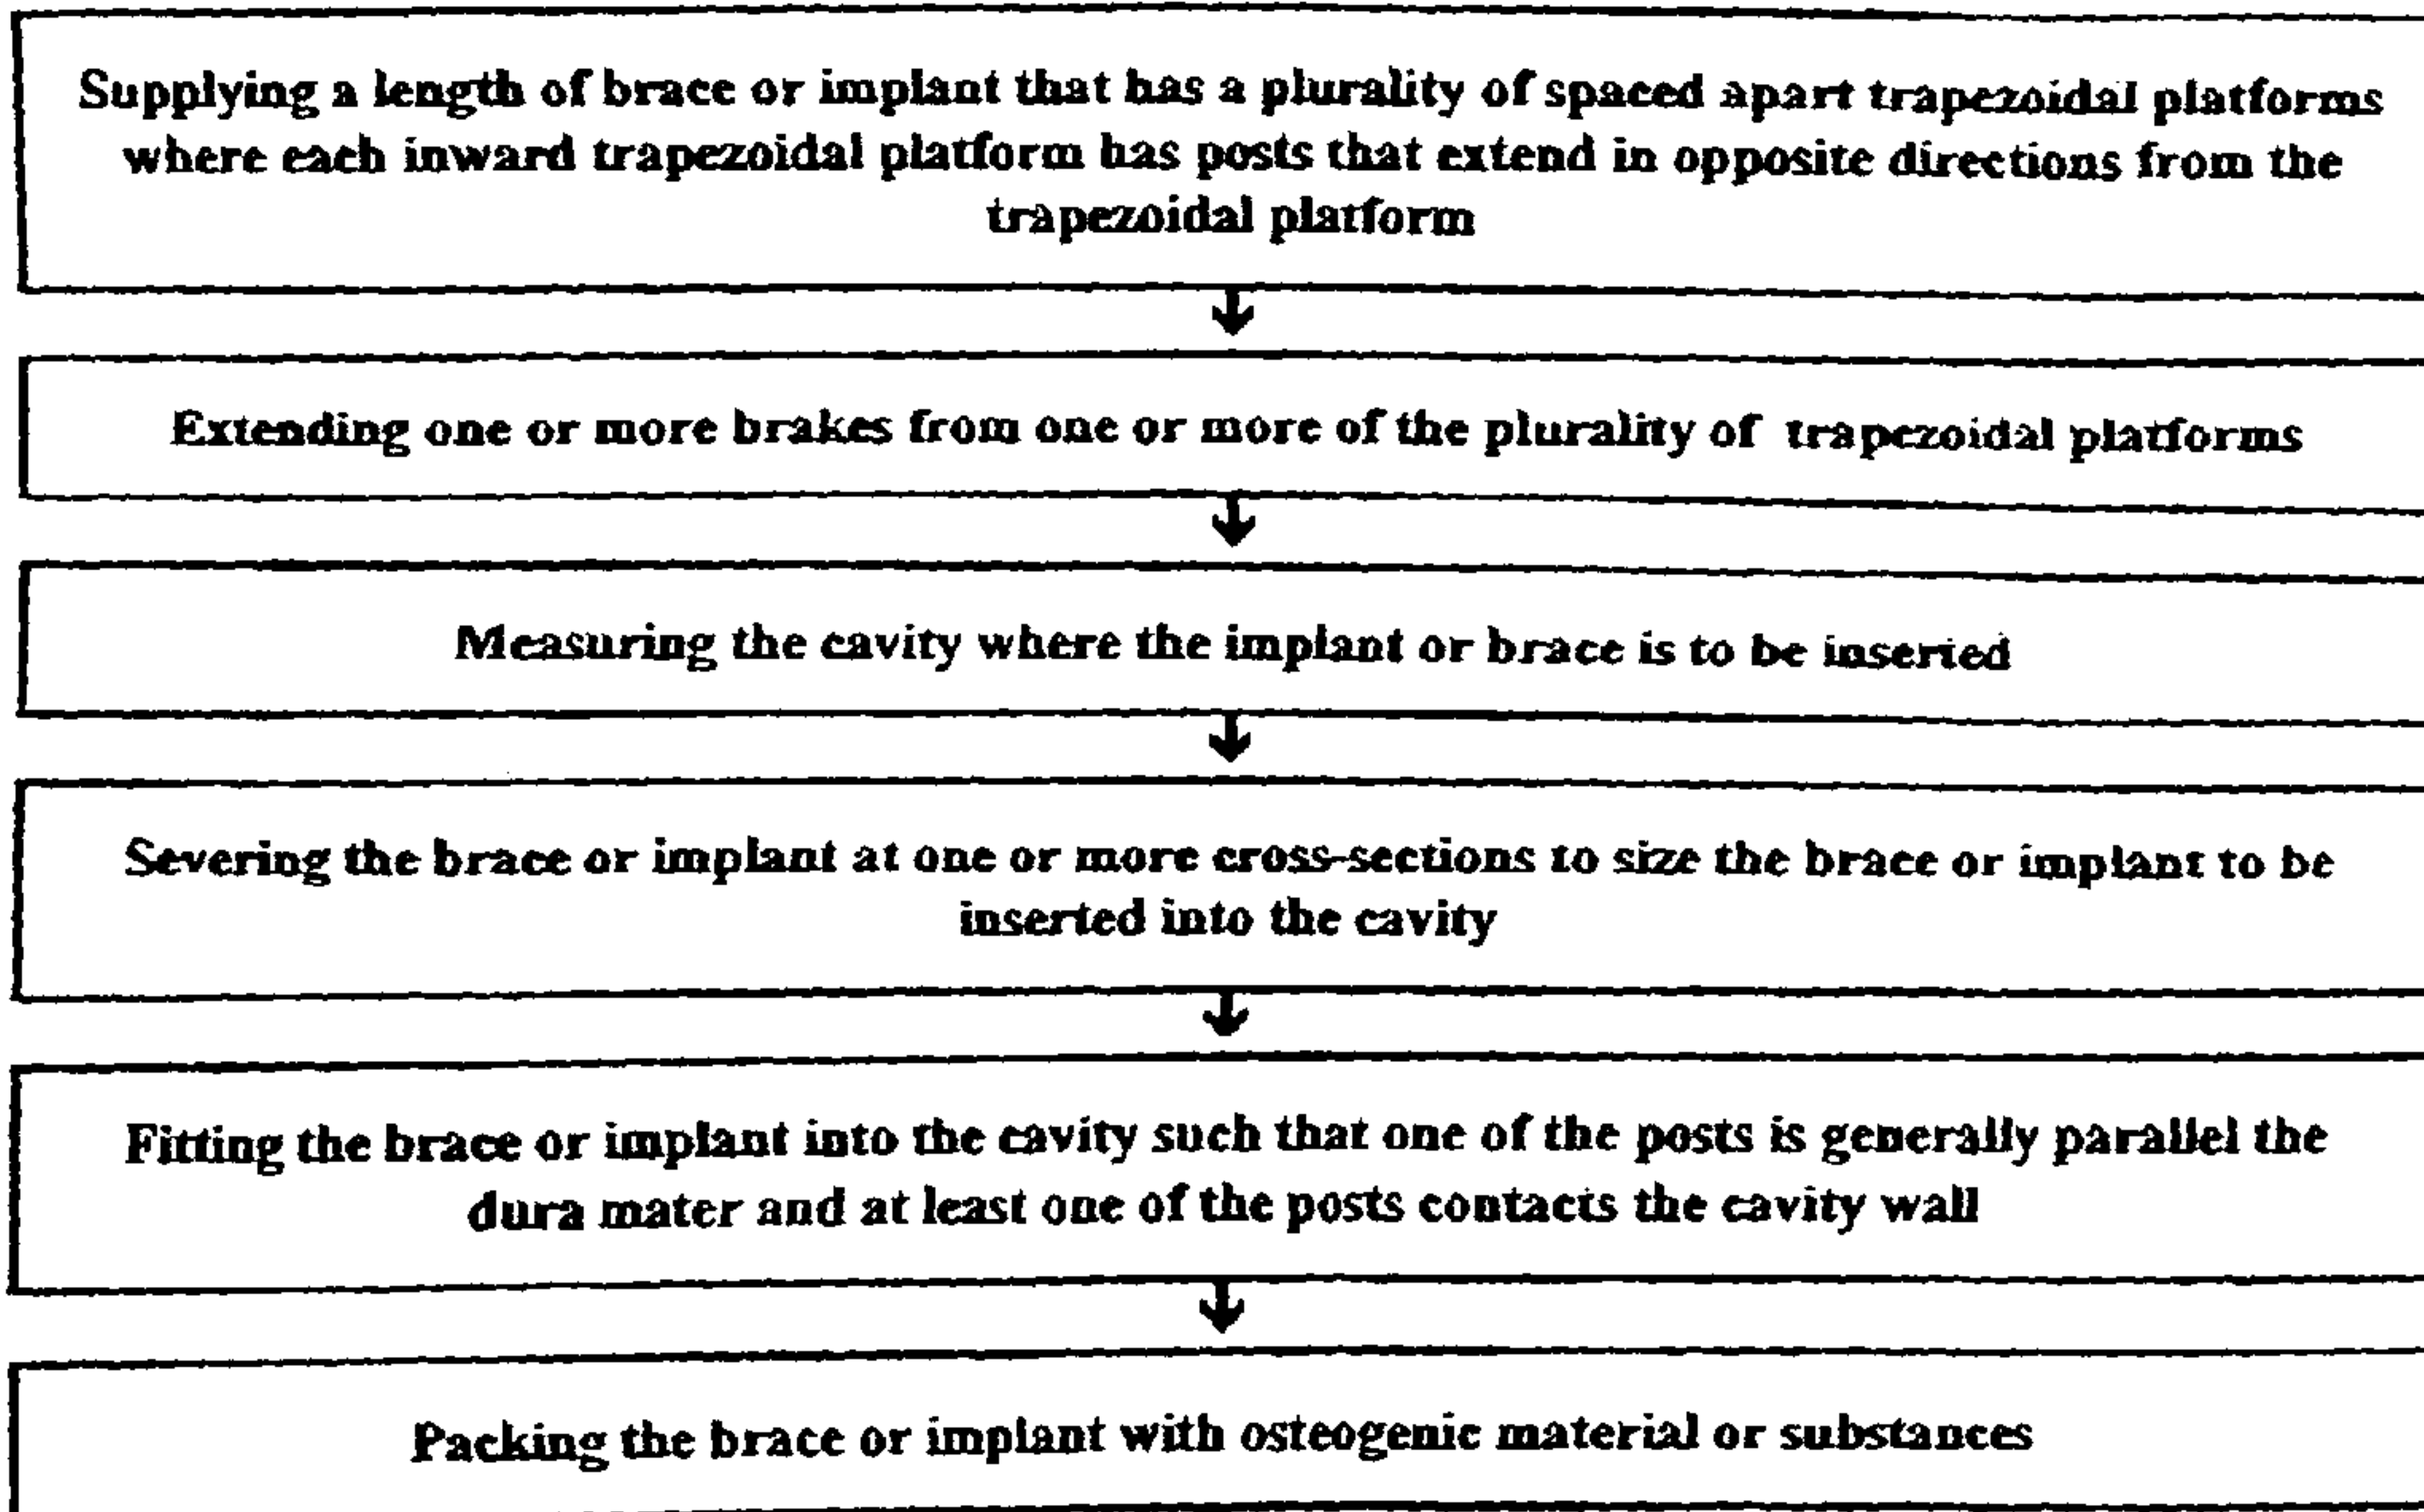 Supplying a length of brace or implant that has a plurality of spaced apart trapezoidal platforms
where each inward trapezoidal platform has posts that extend in opposite directions from the
trapezoidal platform
Extending one or more brakes from one or more of the plurality of trapezoidal platforms
Measuring the cavity where the implant or brace is to be inserted
Severing the brace or implant at one or more cross-sections to size the brace or implant to be
inserted into the cavity
Fitting the brace or implant into the cavity such that one of the posts is generally parallel the
dura mater and at least one of the posts contacts the cavity wall
Packing the brace or implant with osteogenic material or substances